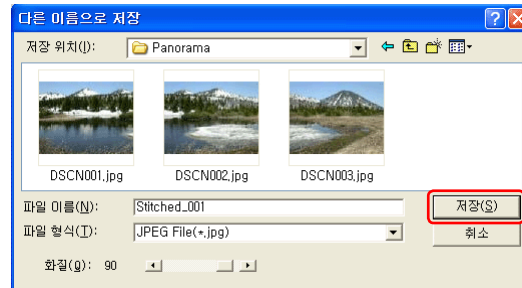 다른 이름으로 저장
저장 위치(I): Panorama
DSCN001.jpg DSCN002.jpg DSCN003.jpg
파일 이름(N): Stitched_001 저장(S)
파일 형식(T): JPEG File(*.jpg) 취소
화질(Q): 90